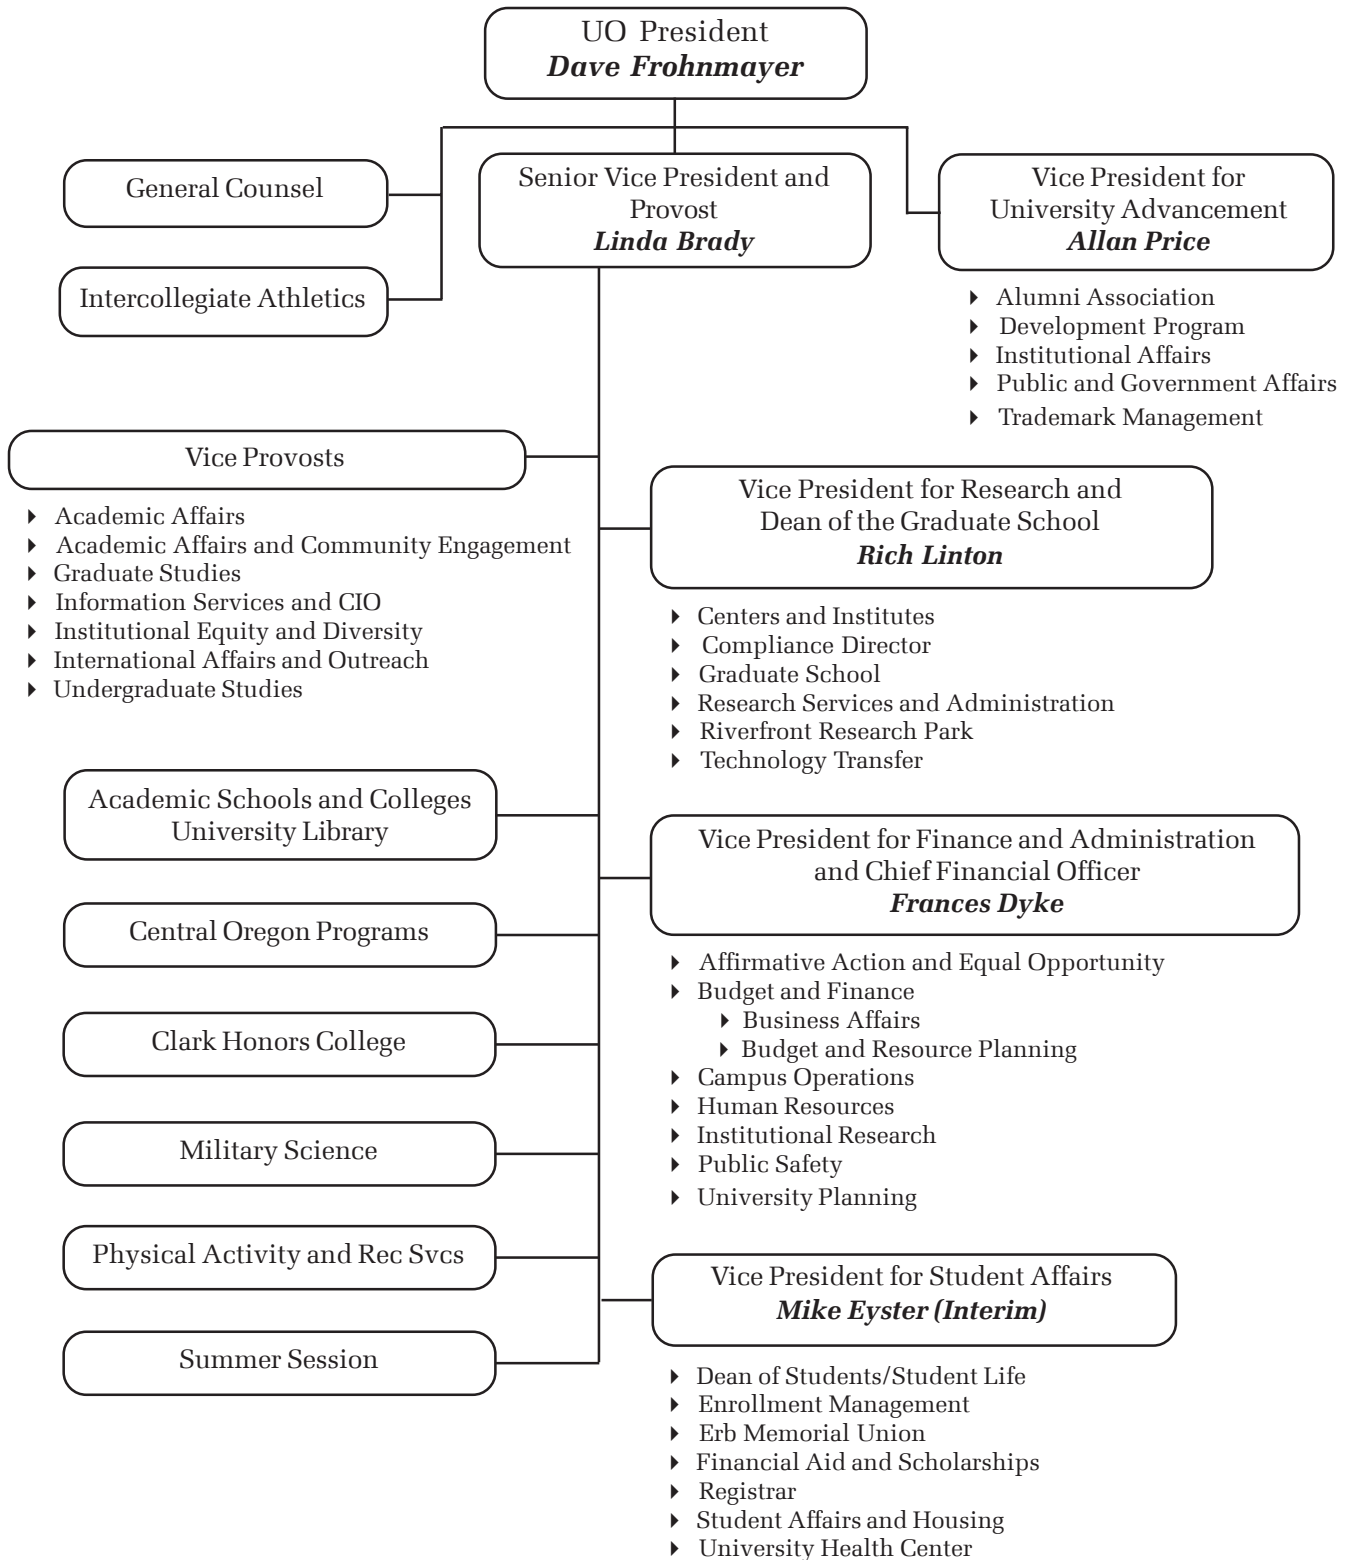 UO President
Dave Frohnmayer
General Counsel
Intercollegiate Athletics
Senior Vice President and
Provost
Linda Brady
Vice President for
University Advancement
Allan Price
Alumni Association
Development Program
Institutional Affairs
Public and Government Affairs
Trademark Management
Vice Provosts
Academic Affairs
Academic Affairs and Community Engagement
Graduate Studies
Information Services and CIO
Institutional Equity and Diversity
International Affairs and Outreach
Undergraduate Studies
Vice President for Research and
Dean of the Graduate School
Rich Linton
Centers and Institutes
Compliance Director
Graduate School
Research Services and Administration
Riverfront Research Park
Technology Transfer
Academic Schools and Colleges
University Library
Central Oregon Programs
Clark Honors College
Military Science
Physical Activity and Rec Svcs
Summer Session
Vice President for Finance and Administration
and Chief Financial Officer
Frances Dyke
Affirmative Action and Equal Opportunity
Budget and Finance
Business Affairs
Budget and Resource Planning
Campus Operations
Human Resources
Institutional Research
Public Safety
University Planning
Vice President for Student Affairs
Mike Eyster (Interim)
Dean of Students/Student Life
Enrollment Management
Erb Memorial Union
Financial Aid and Scholarships
Registrar
Student Affairs and Housing
University Health Center